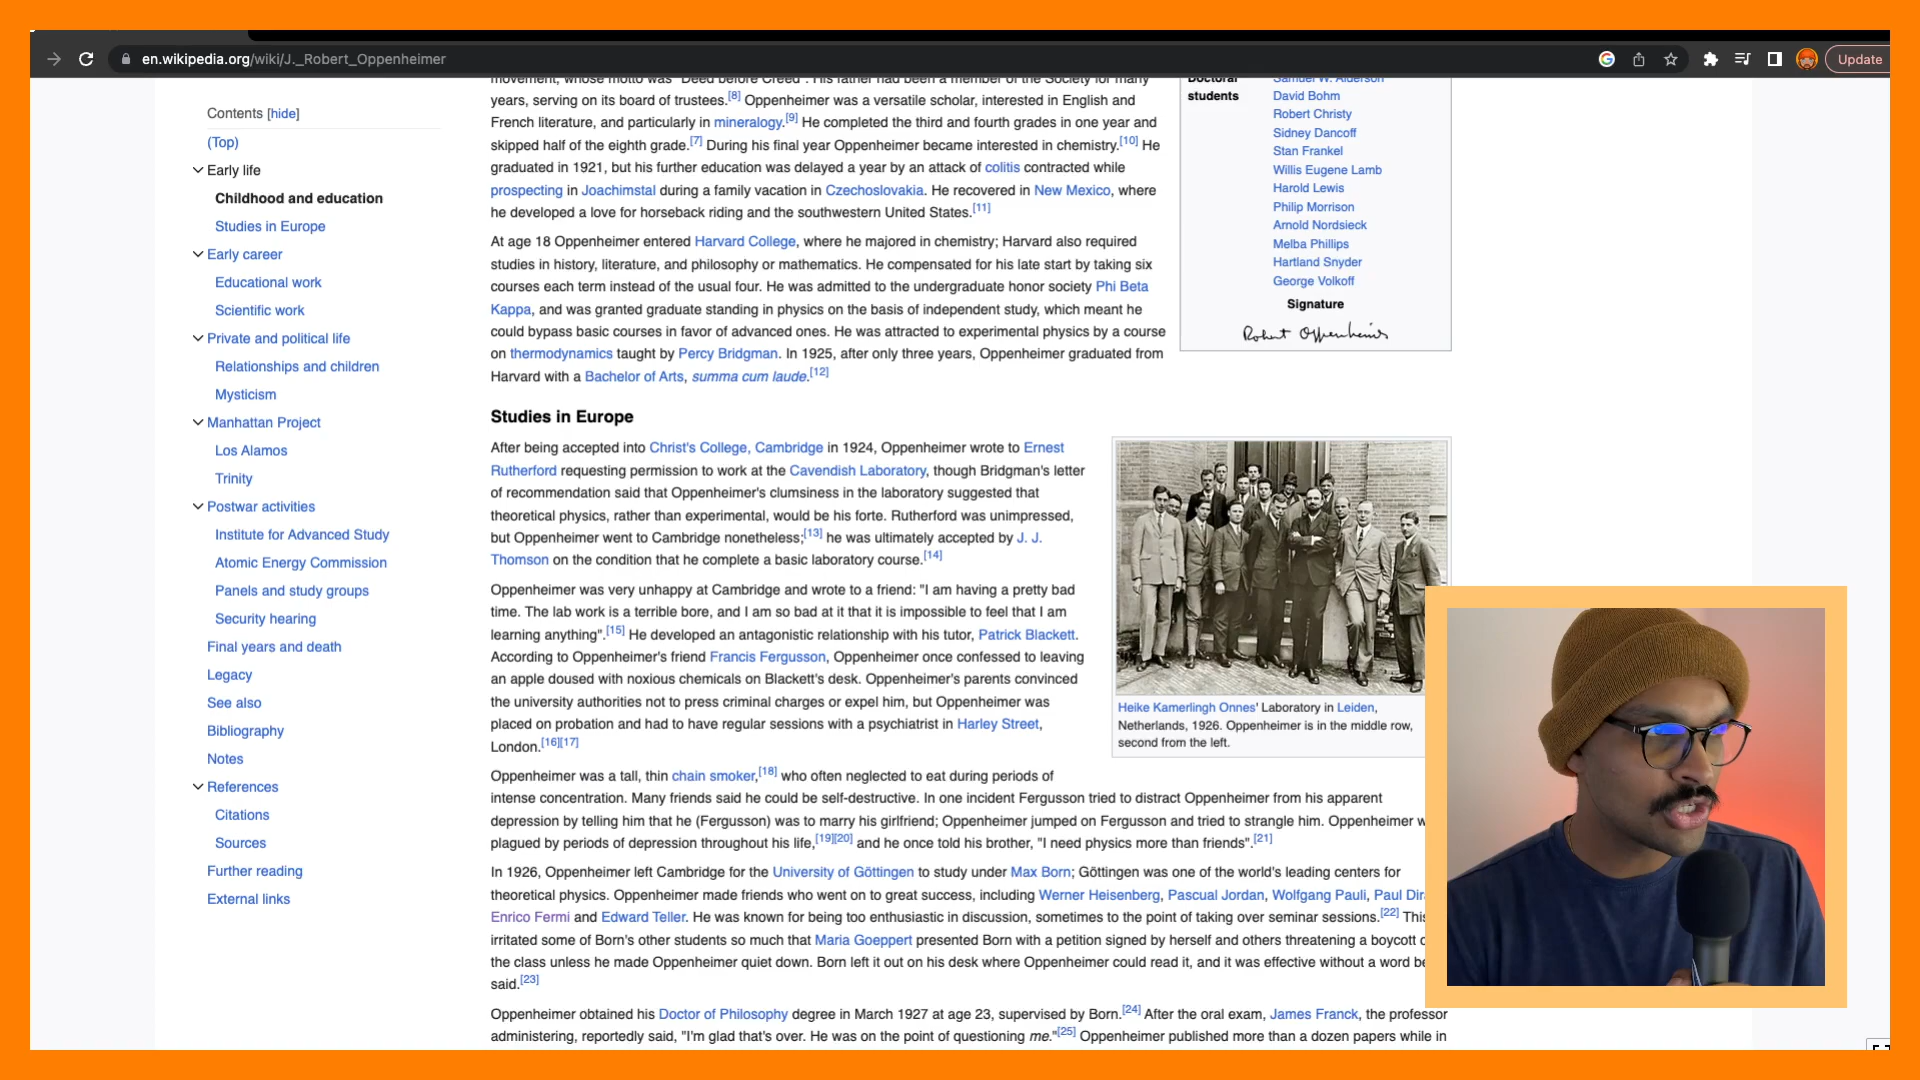 en.wikipedia.org/wiki/J._Robert_Oppenheimer
Update
Contents [hide]
(Top)
Early life
Childhood and education
Studies in Europe
Early career
Educational work
Scientific work
Private and political life
Relationships and children
Mysticism
Manhattan Project
Los Alamos
Trinity
Postwar activities
Institute for Advanced Study
Atomic Energy Commission
Panels and study groups
Security hearing
Final years and death
Legacy
See also
Bibliography
Notes
References
Citations
Sources
Further reading
External links
movement, whose motto was "Deed before Creed". His father had been a member of the Society for many
years, serving on its board of trustees.[8] Oppenheimer was a versatile scholar, interested in English and
French literature, and particularly in mineralogy.[9] He completed the third and fourth grades in one year and
skipped half of the eighth grade.[7] During his final year Oppenheimer became interested in chemistry.[10] He
graduated in 1921, but his further education was delayed a year by an attack of colitis contracted while
prospecting in Joachimstal during a family vacation in Czechoslovakia. He recovered in New Mexico, where
he developed a love for horseback riding and the southwestern United States.[11]
At age 18 Oppenheimer entered Harvard College, where he majored in chemistry; Harvard also required
studies in history, literature, and philosophy or mathematics. He compensated for his late start by taking six
courses each term instead of the usual four. He was admitted to the undergraduate honor society Phi Beta
Kappa, and was granted graduate standing in physics on the basis of independent study, which meant he
could bypass basic courses in favor of advanced ones. He was attracted to experimental physics by a course
on thermodynamics taught by Percy Bridgman. In 1925, after only three years, Oppenheimer graduated from
Harvard with a Bachelor of Arts, summa cum laude.[12]
Doctoral
students
Samuel W. Alderson
David Bohm
Robert Christy
Sidney Dancoff
Stan Frankel
Willis Eugene Lamb
Harold Lewis
Philip Morrison
Arnold Nordsieck
Melba Phillips
Hartland Snyder
George Volkoff
Signature
Robert Oppenheimer
Studies in Europe
After being accepted into Christ's College, Cambridge in 1924, Oppenheimer wrote to Ernest
Rutherford requesting permission to work at the Cavendish Laboratory, though Bridgman's letter
of recommendation said that Oppenheimer's clumsiness in the laboratory suggested that
theoretical physics, rather than experimental, would be his forte. Rutherford was unimpressed,
but Oppenheimer went to Cambridge nonetheless;[13] he was ultimately accepted by J. J.
Thomson on the condition that he complete a basic laboratory course.[14]
Oppenheimer was very unhappy at Cambridge and wrote to a friend: "I am having a pretty bad
time. The lab work is a terrible bore, and I am so bad at it that it is impossible to feel that I am
learning anything".[15] He developed an antagonistic relationship with his tutor, Patrick Blackett.
According to Oppenheimer's friend Francis Fergusson, Oppenheimer once confessed to leaving
an apple doused with noxious chemicals on Blackett's desk. Oppenheimer's parents convinced
the university authorities not to press criminal charges or expel him, but Oppenheimer was
placed on probation and had to have regular sessions with a psychiatrist in Harley Street,
London.[16][17]
Heike Kamerlingh Onnes' Laboratory in Leiden,
Netherlands, 1926. Oppenheimer is in the middle row,
second from the left.
Oppenheimer was a tall, thin chain smoker,[18] who often neglected to eat during periods of
intense concentration. Many friends said he could be self-destructive. In one incident Fergusson tried to distract Oppenheimer from his apparent
depression by telling him that he (Fergusson) was to marry his girlfriend; Oppenheimer jumped on Fergusson and tried to strangle him. Oppenheimer w
plagued by periods of depression throughout his life,[19][20] and he once told his brother, "I need physics more than friends".[21]
In 1926, Oppenheimer left Cambridge for the University of Göttingen to study under Max Born; Göttingen was one of the world's leading centers for
theoretical physics. Oppenheimer made friends who went on to great success, including Werner Heisenberg, Pascual Jordan, Wolfgang Pauli, Paul Dir
Enrico Fermi and Edward Teller. He was known for being too enthusiastic in discussion, sometimes to the point of taking over seminar sessions.[22] This
irritated some of Born's other students so much that Maria Goeppert presented Born with a petition signed by herself and others threatening a boycott o
the class unless he made Oppenheimer quiet down. Born left it out on his desk where Oppenheimer could read it, and it was effective without a word be
said.[23]
Oppenheimer obtained his Doctor of Philosophy degree in March 1927 at age 23, supervised by Born.[24] After the oral exam, James Franck, the professor
administering, reportedly said, "I'm glad that's over. He was on the point of questioning me."[25] Oppenheimer published more than a dozen papers while in